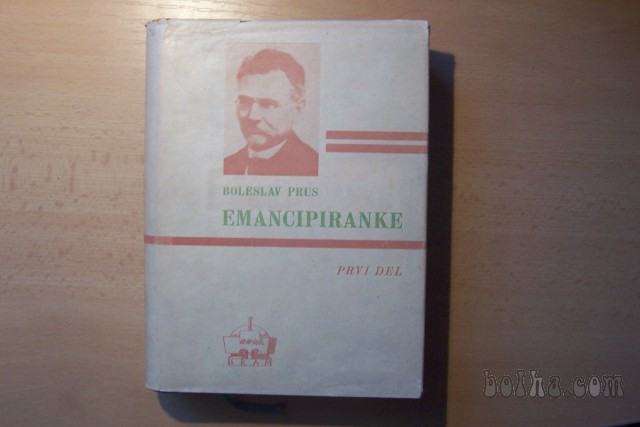 BOLESLAV PRUS
EMANCIPIRANKE
PRVI DEL
bolha.com